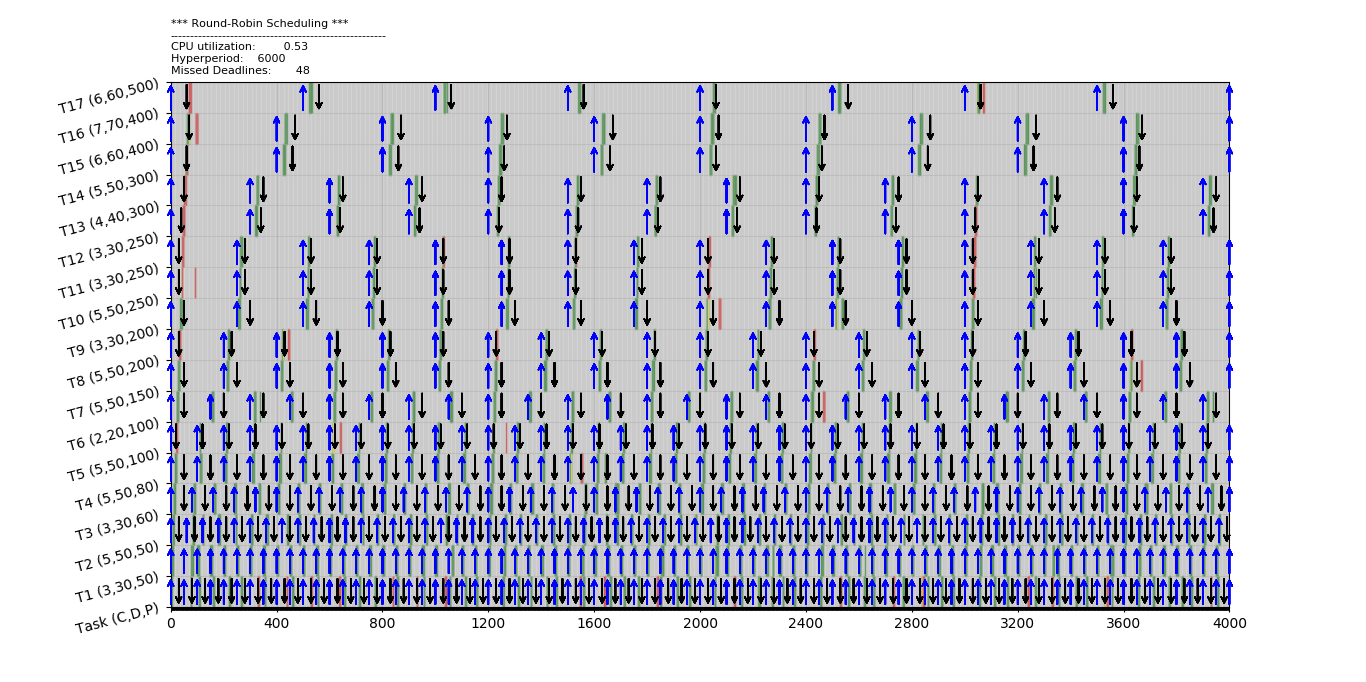 *** Round-Robin Scheduling ***
------------------------------------------------------------
CPU utilization: 0.53
Hyperperiod: 6000
Missed Deadlines: 48
T17 (6,60,500)
T16 (7,70,400)
T15 (6,60,400)
T14 (5,50,300)
T13 (4,40,300)
T12 (3,30,250)
T11 (3,30,250)
T10 (5,50,250)
T9 (3,30,200)
T8 (5,50,200)
T7 (5,50,150)
T6 (2,20,100)
T5 (5,50,100)
T4 (5,50,80)
T3 (3,30,60)
T2 (5,50,50)
T1 (3,30,50)
Task (C,D,P)
0 400 800 1200 1600 2000 2400 2800 3200 3600 4000